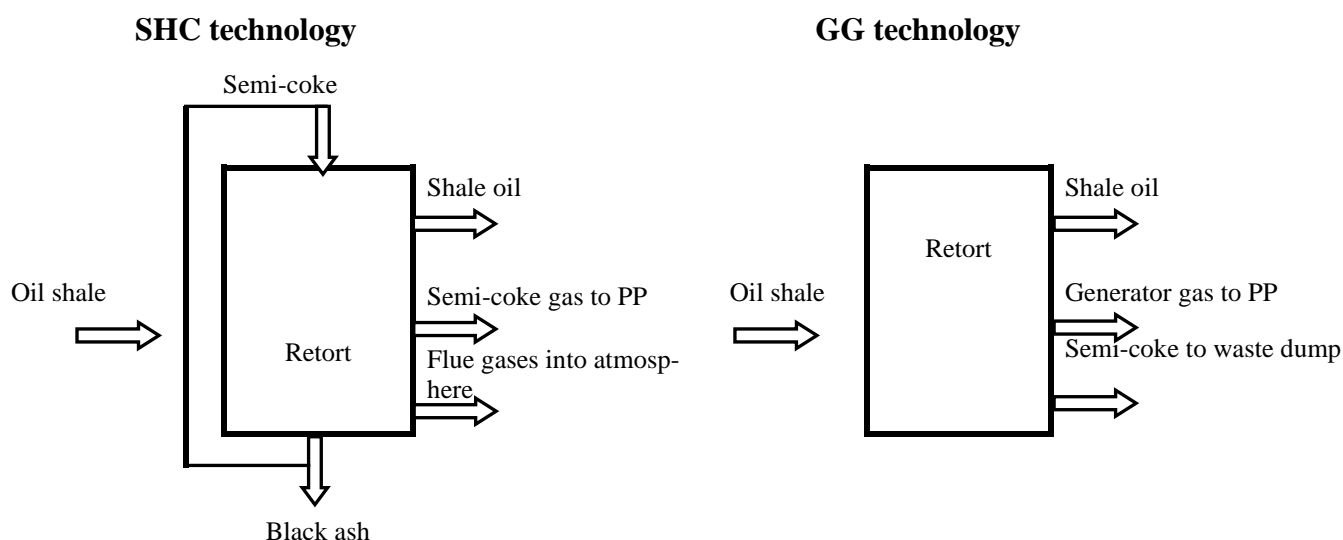 SHC technology
Semi-coke
Shale oil
Oil shale
Semi-coke gas to PP
Retort
Flue gases into atmosp-
here
Black ash
GG technology
Shale oil
Retort
Oil shale
Generator gas to PP
Semi-coke to waste dump